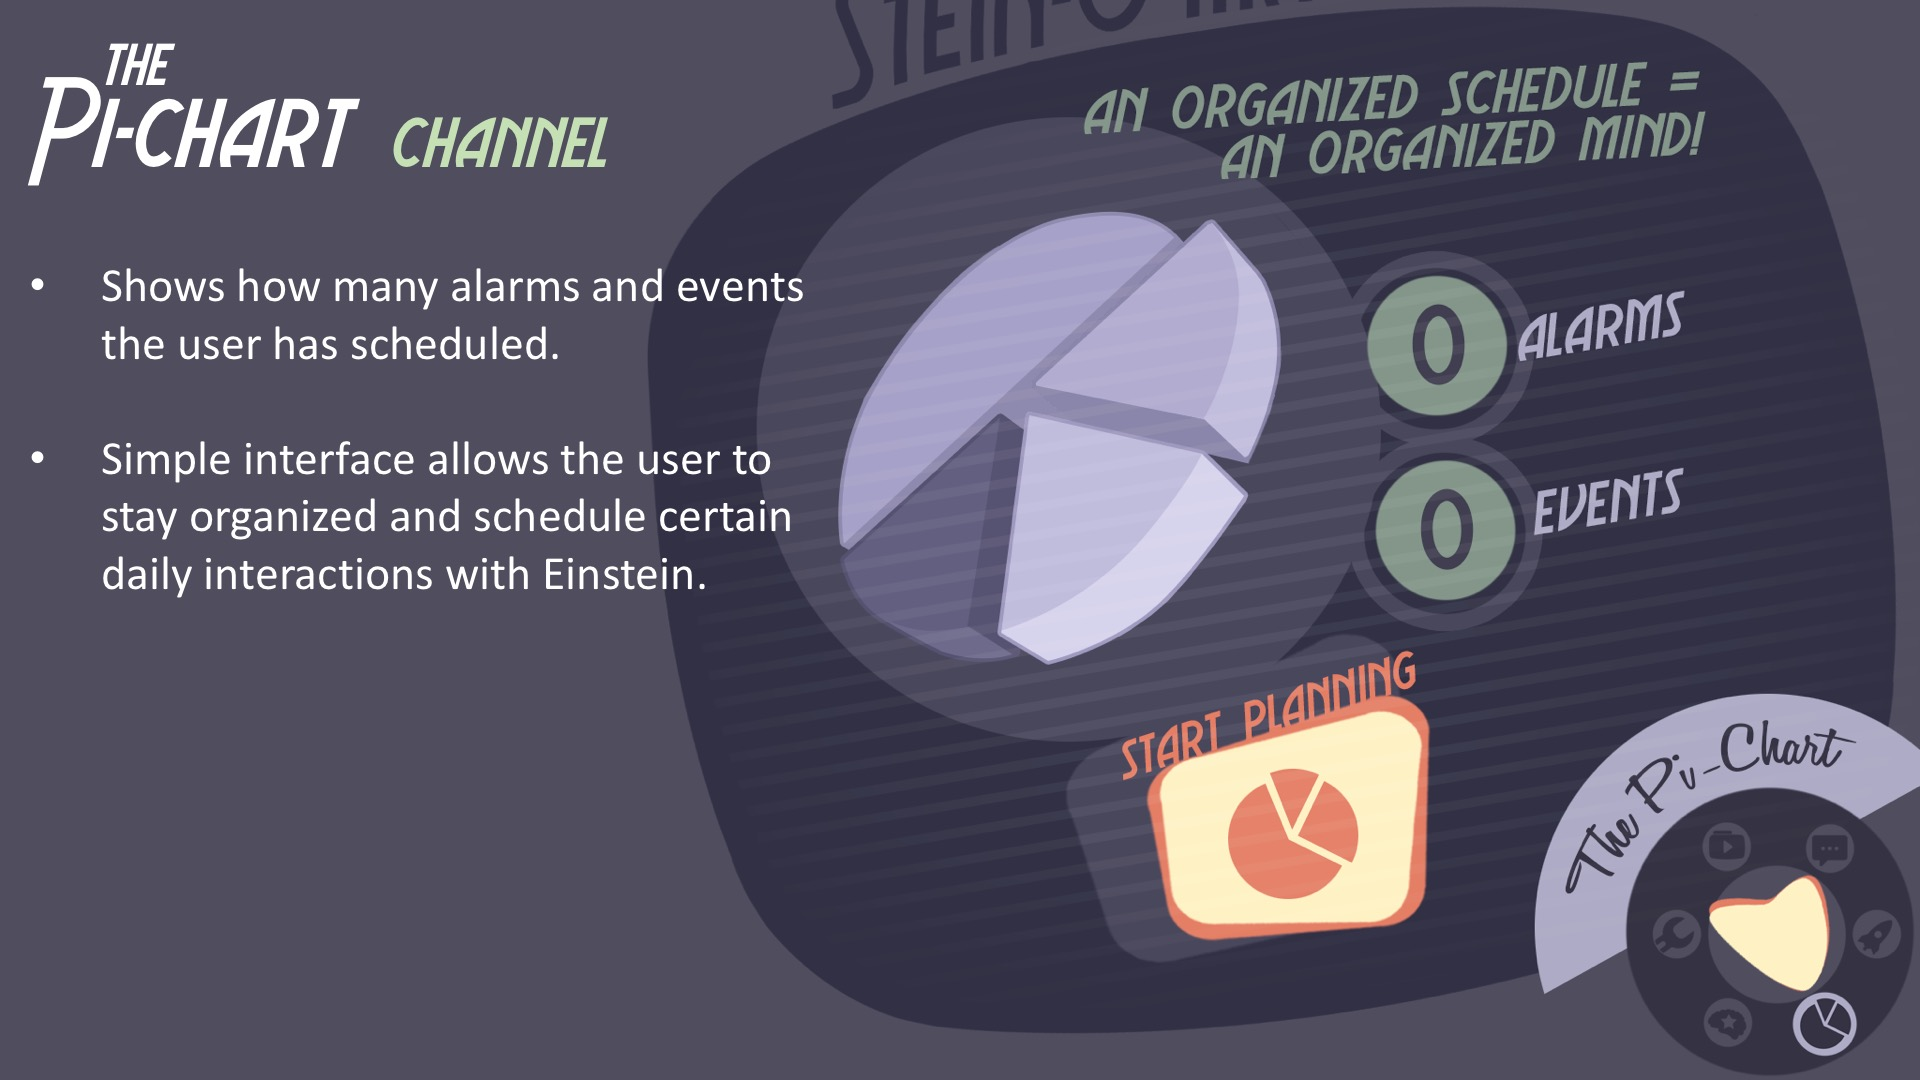 THE
PI-CHART CHANNEL
• Shows how many alarms and events
the user has scheduled.
• Simple interface allows the user to
stay organized and schedule certain
daily interactions with Einstein.
AN ORGANIZED SCHEDULE =
AN ORGANIZED MIND!
0 ALARMS
0 EVENTS
START PLANNING
The Pi-Chart